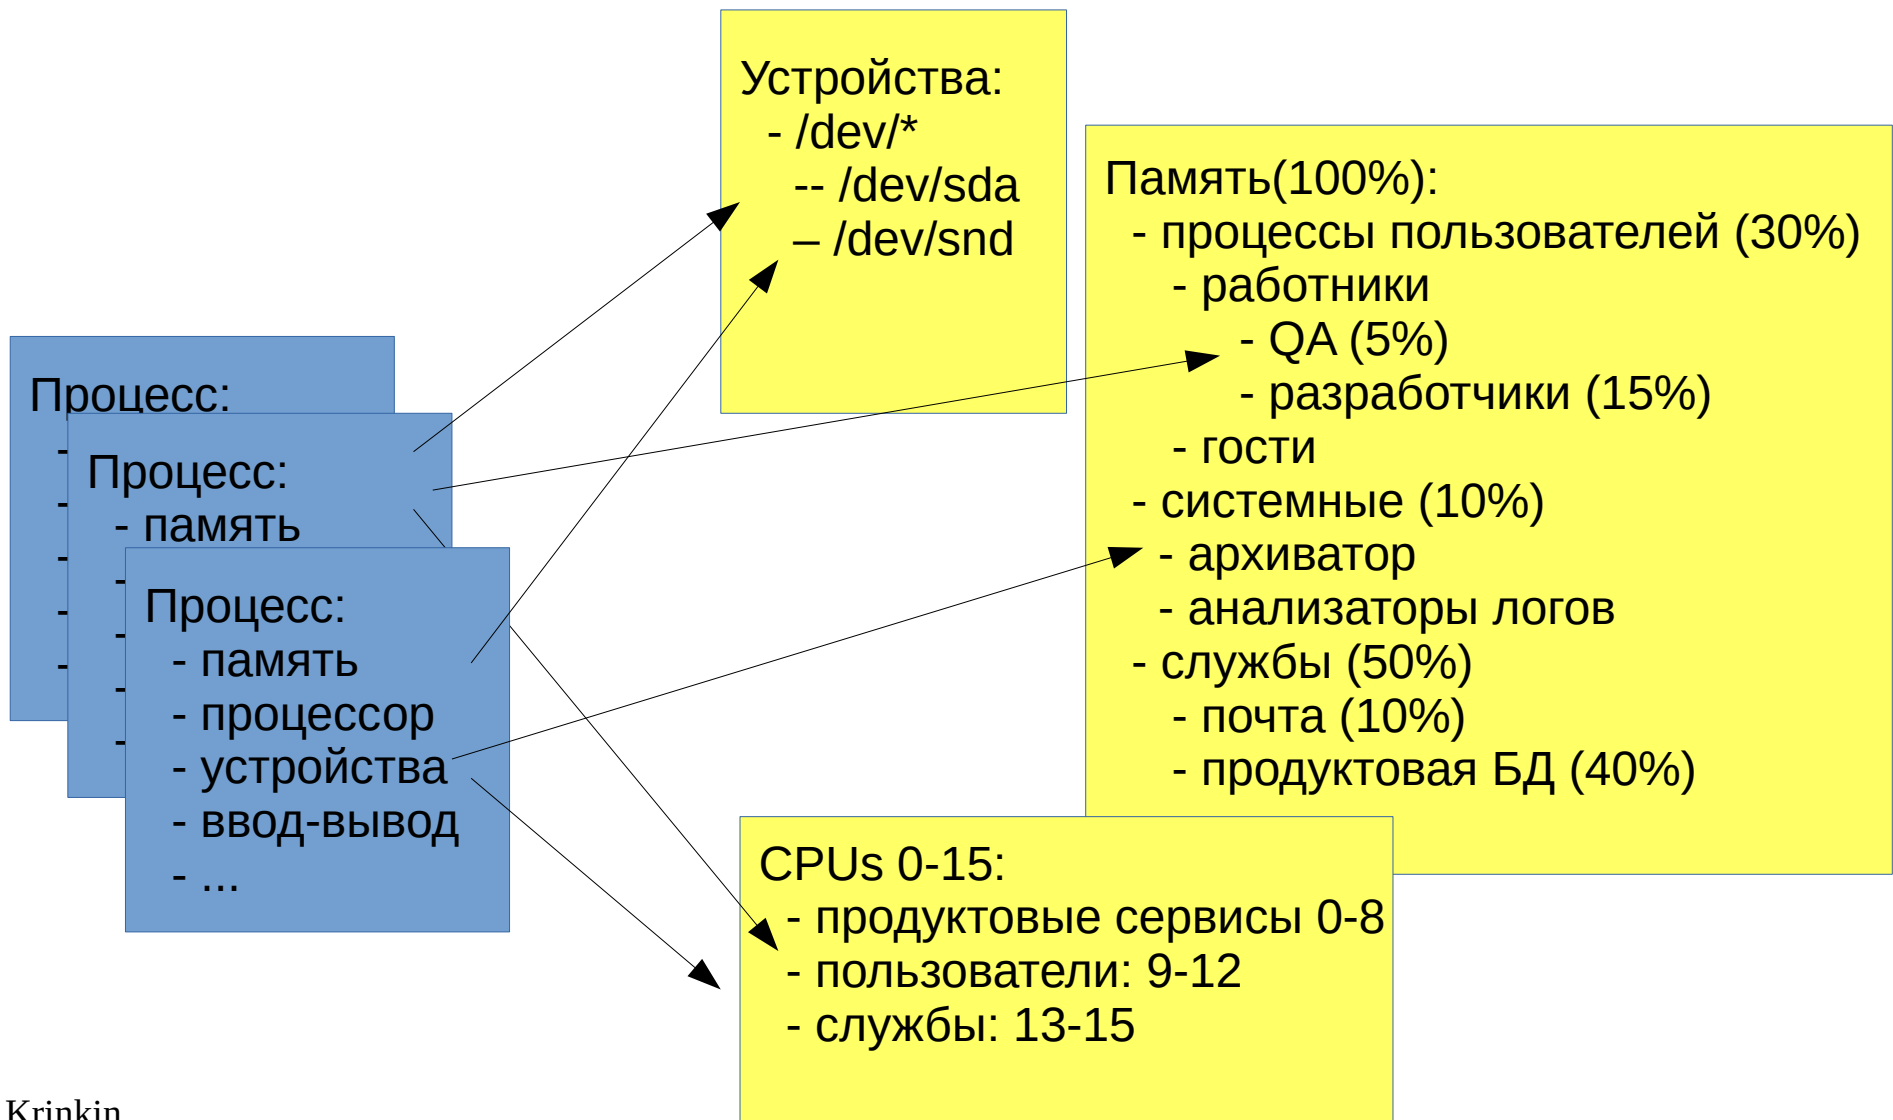 Устройства:
- /dev/*
-- /dev/sda
– /dev/snd
Память(100%):
- процессы пользователей (30%)
- работники
- QA (5%)
- разработчики (15%)
- гости
- системные (10%)
- архиватор
- анализаторы логов
- службы (50%)
- почта (10%)
- продуктовая БД (40%)
Процесс:
-
-
-
-
-
Процесс:
- память
-
-
-
-
Процесс:
- память
- процессор
- устройства
- ввод-вывод
- ...
CPUs 0-15:
- продуктовые сервисы 0-8
- пользователи: 9-12
- службы: 13-15
Krinkin